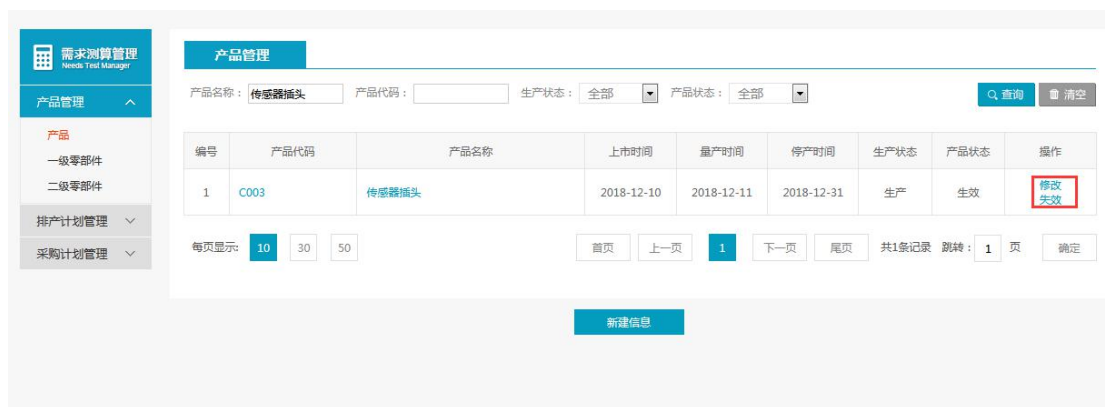 需求测算管理
Needs Test Manager
产品管理
产品
一级零部件
二级零部件
排产计划管理
采购计划管理
产品管理
产品名称： 传感器插头 产品代码： 生产状态： 全部 产品状态： 全部 查询 清空
编号 产品代码 产品名称 上市时间 量产时间 停产时间 生产状态 产品状态 操作
1 C003 传感器插头 2018-12-10 2018-12-11 2018-12-31 生产 生效 修改
失效
每页显示: 10 30 50 首页 上一页 1 下一页 尾页 共1条记录 跳转： 1 页 确定
新建信息